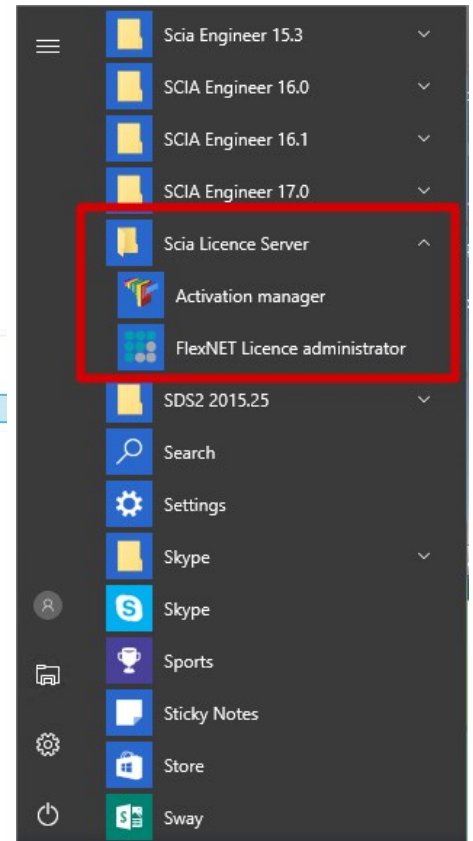 Scia Engineer 15.3
SCIA Engineer 16.0
SCIA Engineer 16.1
SCIA Engineer 17.0
Scia Licence Server
Activation manager
FlexNET Licence administrator
SDS2 2015.25
Search
Settings
Skype
Skype
Sports
Sticky Notes
Store
Sway